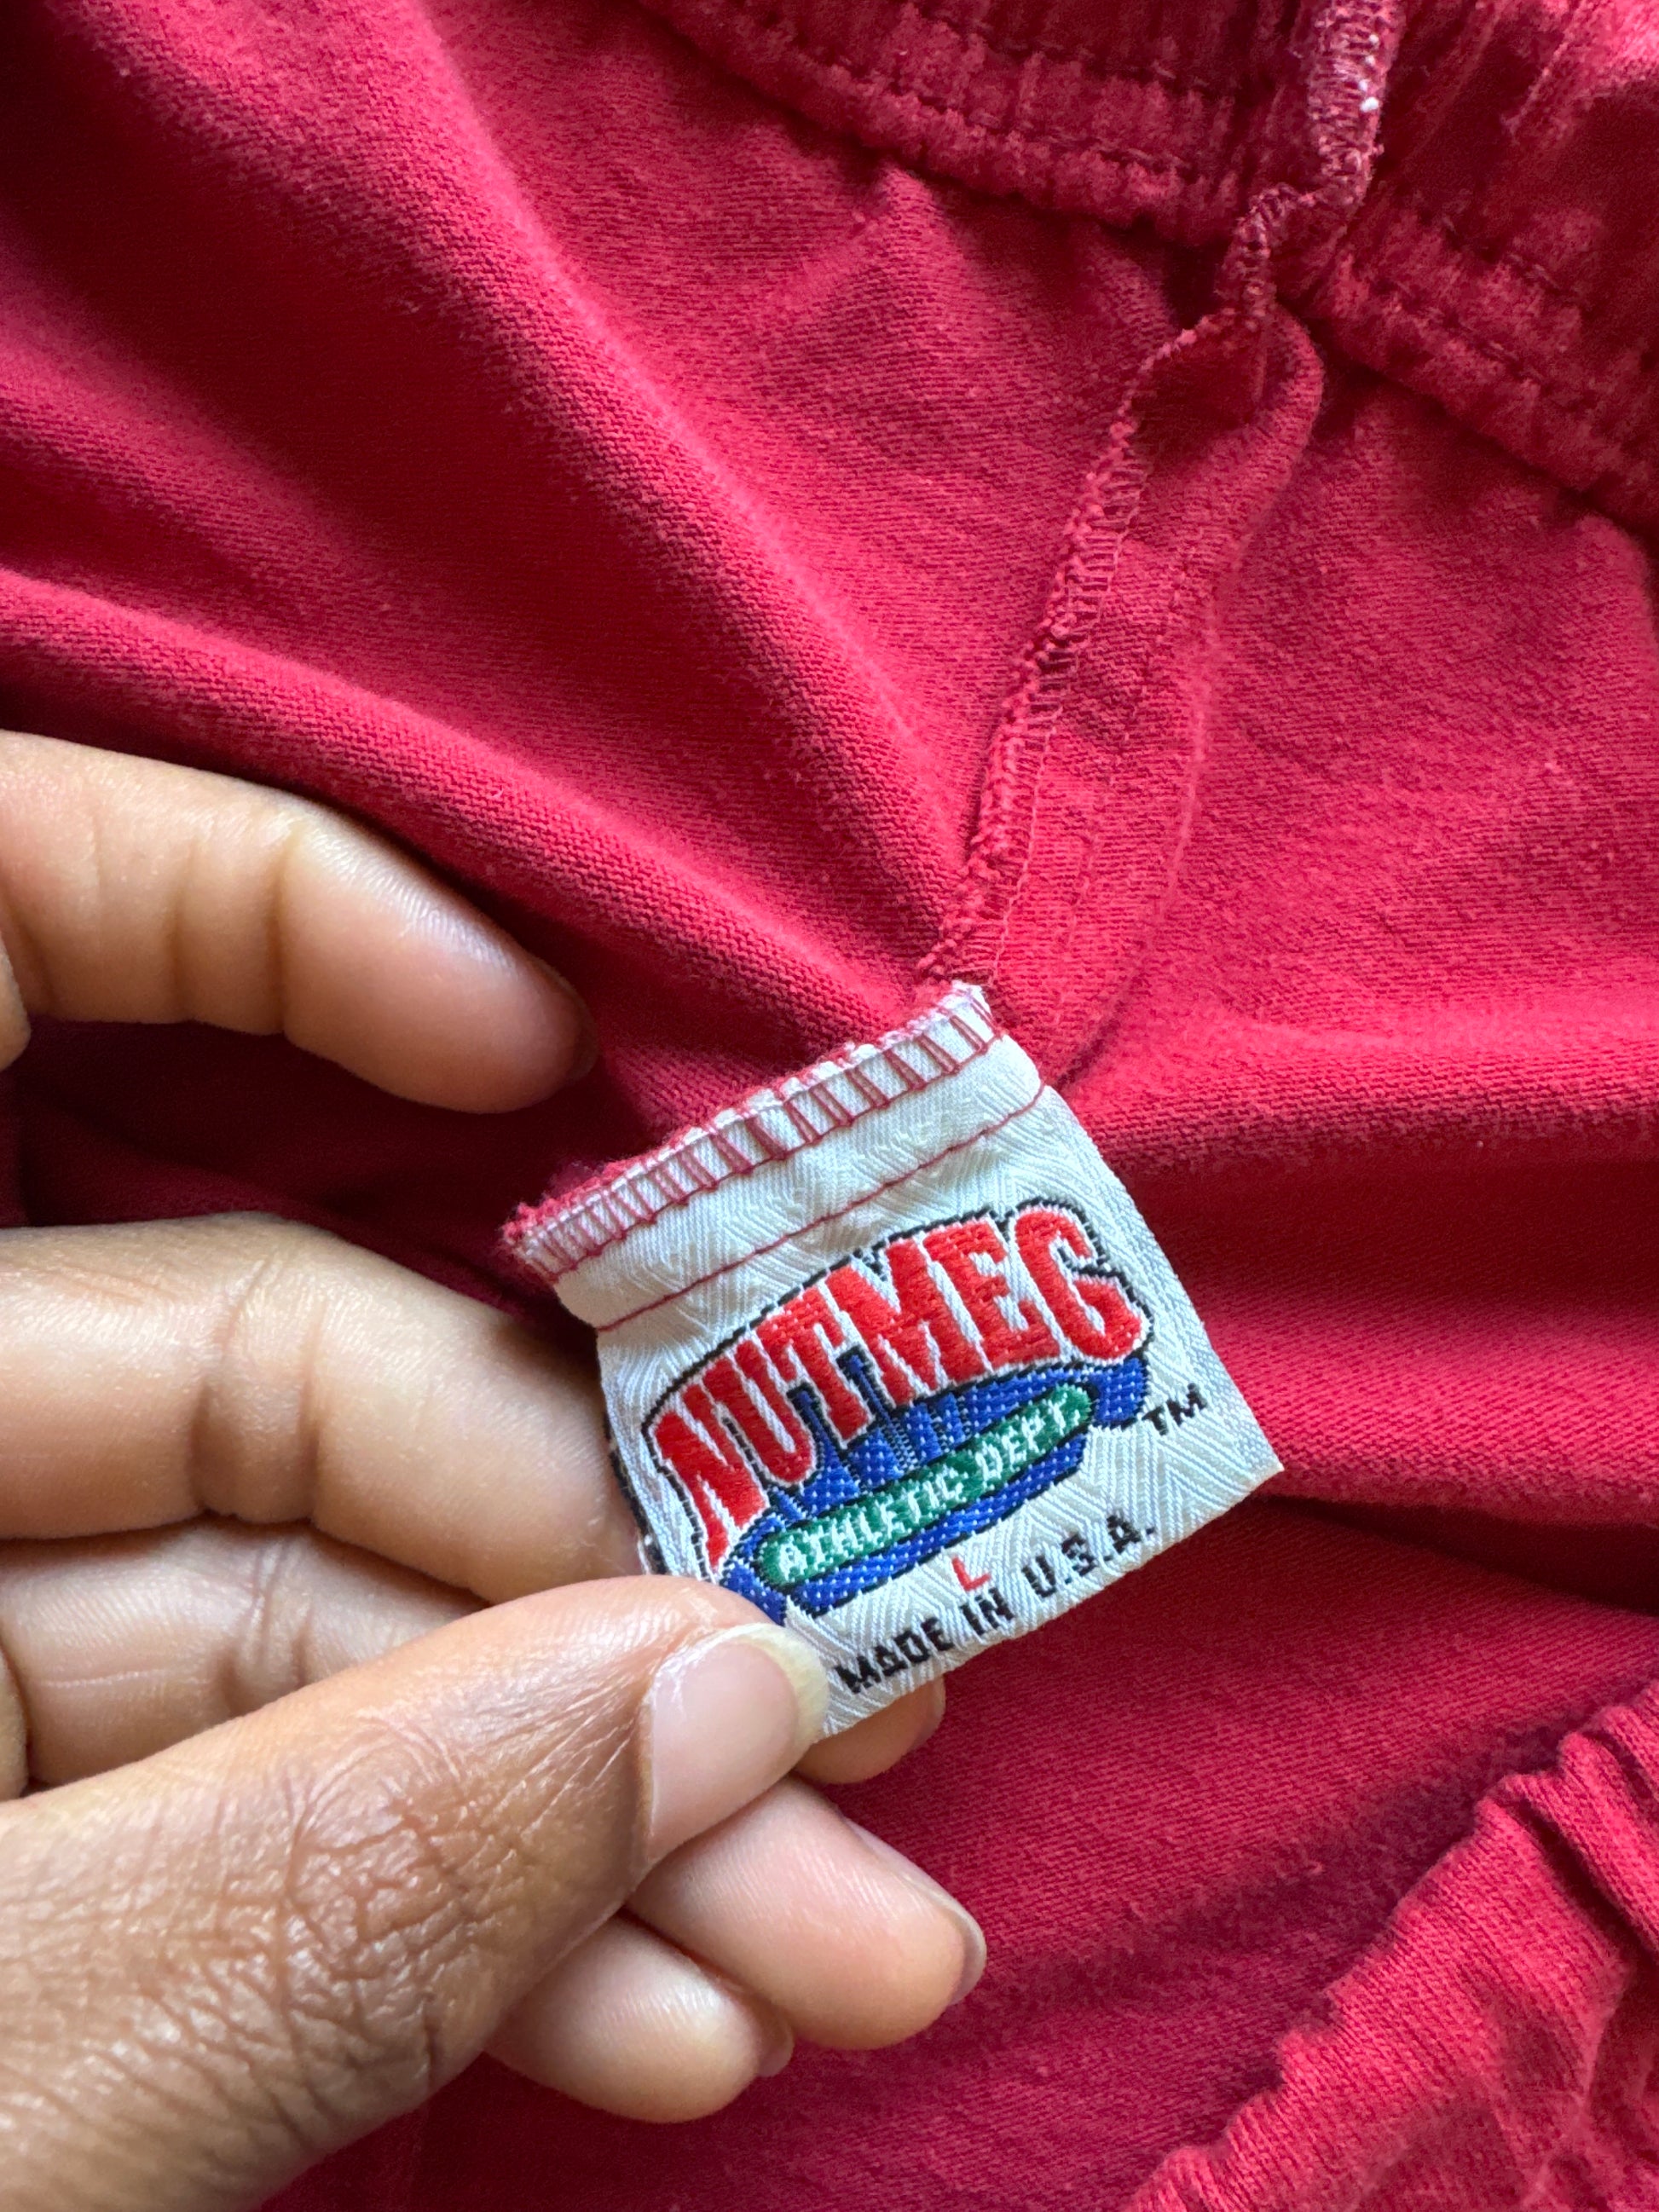 NUTMEG
ATHLETIC DEPT.
TM
L
MADE IN U.S.A.